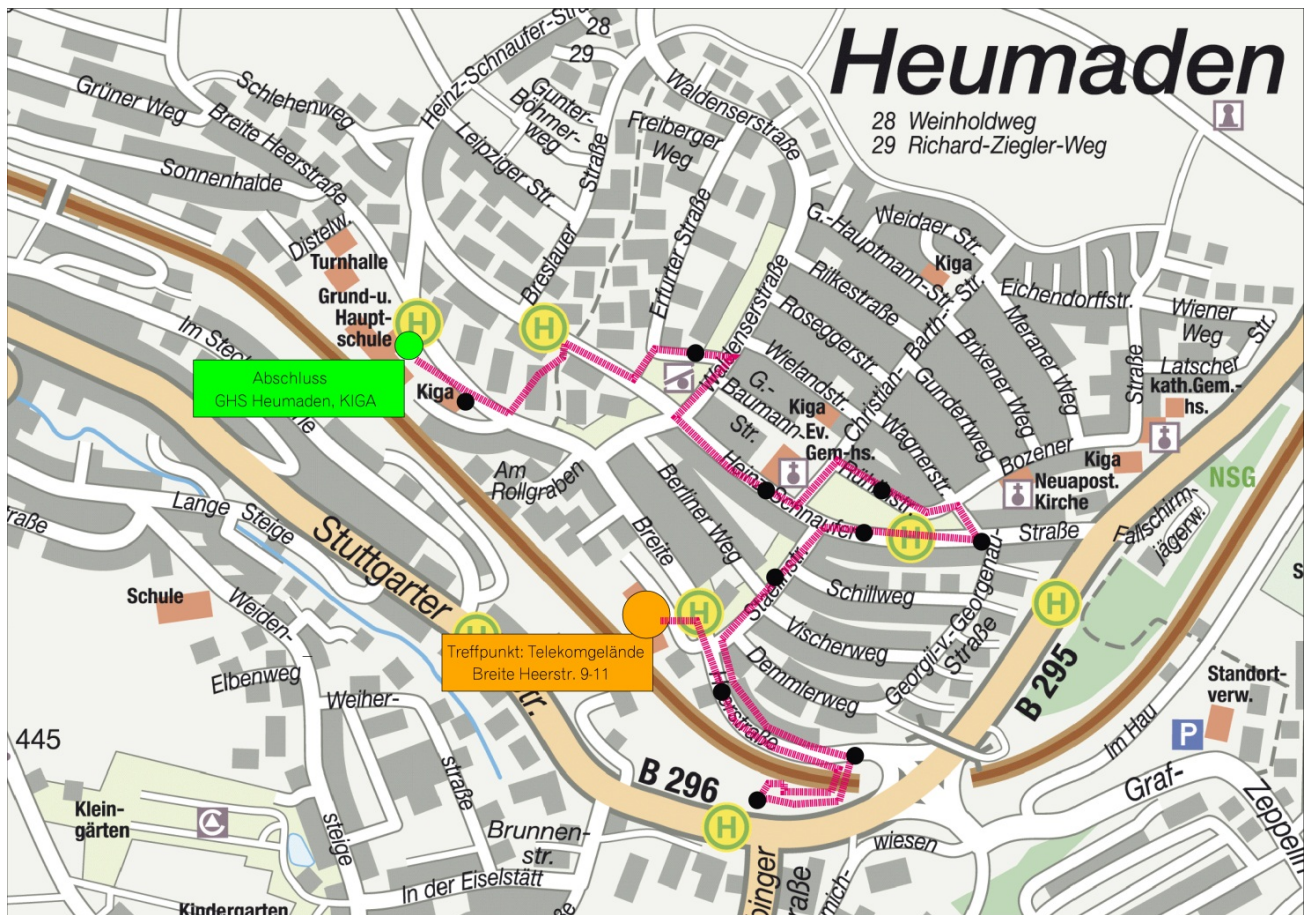 Heumaden
28 Weinholdweg
29 Richard-Ziegler-Weg
28
29
Heinz-Schnaufer-Str.
Schlehenweg
Grüner Weg
Breite Heerstraße
Sonnenhalde
Gunter-
Böhmer-
weg
Leipziger Str.
Breslauer Straße
Freiberger
Weg
Waldenserstraße
Erfurter Straße
Distelw.
Turnhalle
Grund-u.
Haupt-
schule
H
H
Abschluss
GHS Heumaden, KIGA
Kiga
G.-Hauptmann-Str.
Weidaer Str.
Kiga
Rilkestraße
Roseggerstr.
Waldenserstraße
Wielandstr.
Christian-Barth-Str.
Gundertweg
Brixener Weg
Meraner Weg
Eichendorffstr.
Wiener
Weg
Latscher Str.
kath.Gem.-
hs.
Straße
Bozener
Kiga
NSG
Neuapost.
Kirche
Wagnerstr.
G.-
Baumann-
Str.
Kiga
Ev.
Gem-hs.
Heinz-Schnaufer-
Straße
H
Fallschirm-
jägerw.
Am
Rollgraben
Berliner Weg
Breite
Heerstraße
Staelinstr.
Schillweg
Vischerweg
Demmlerweg
Georgii-v.-Georgenau-
Straße
H
H
B 295
Lange Steige
Stuttgarter
Str.
H
Schule
Weiden-
steige
Elbenweg
Weiher-
straße
Treffpunkt: Telekomgelände
Breite Heerstr. 9-11
445
B 296
H
Klein-
gärten
Brunnen-
str.
In der Eiselstätt
Kindergarten
wiesen
Im Hau
Graf-
Zeppelin
Standort-
verw.
P